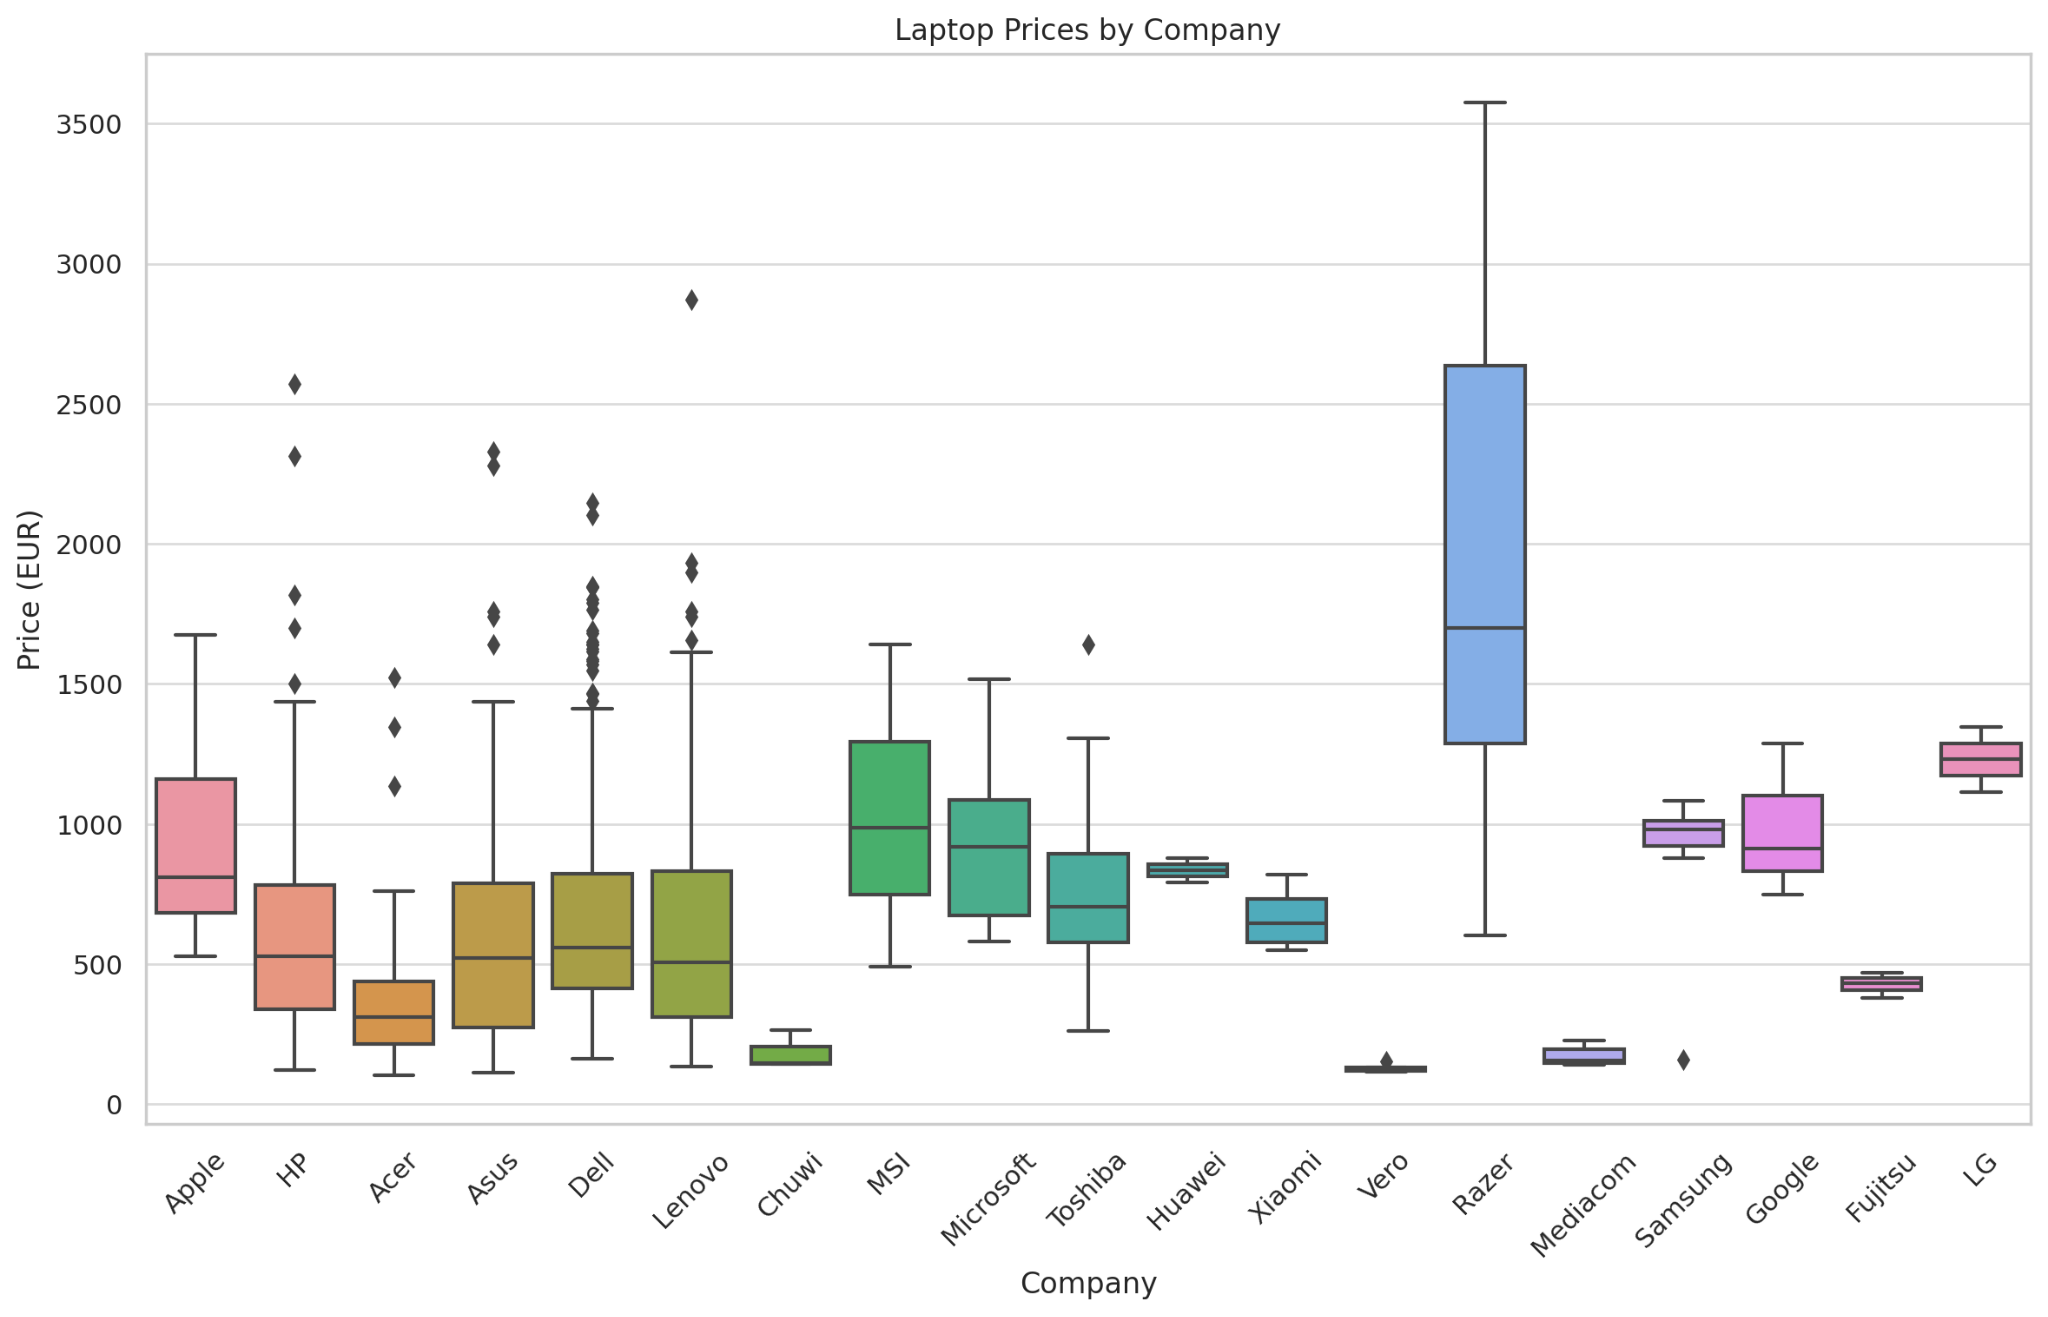 Laptop Prices by Company
Price (EUR)
3500
3000
2500
2000
1500
1000
500
0
Apple
HP
Acer
Asus
Dell
Lenovo
Chuwi
MSI
Microsoft
Toshiba
Huawei
Xiaomi
Vero
Razer
Mediacom
Samsung
Google
Fujitsu
LG
Company